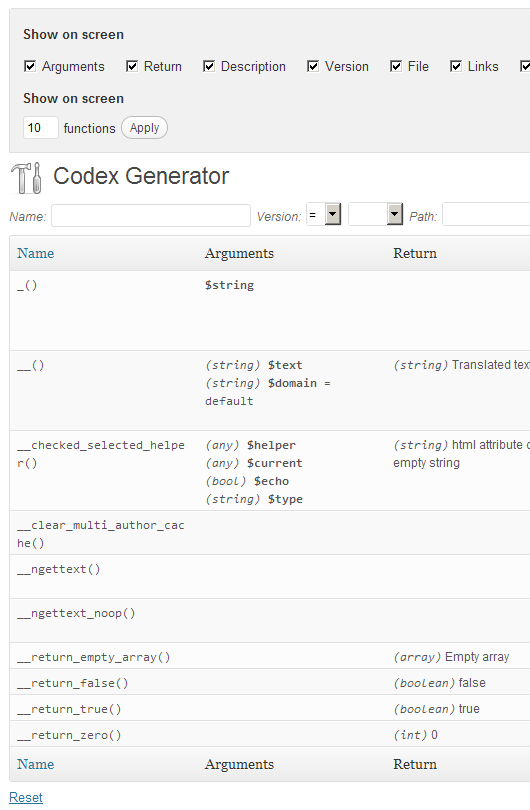 Show on screen
Arguments Return Description Version File Links
Show on screen
10 functions Apply
Codex Generator
Name: Version: = Path:
Name Arguments Return
_() $string
__() (string) $text (string) Translated tex
(string) $domain =
default
__checked_selected_helpe (any) $helper (string) html attribute o
r() (any) $current empty string
(bool) $echo
(string) $type
__clear_multi_author_cac
he()
__ngettext()
__ngettext_noop()
__return_empty_array() (array) Empty array
__return_false() (boolean) false
__return_true() (boolean) true
__return_zero() (int) 0
Name Arguments Return
Reset